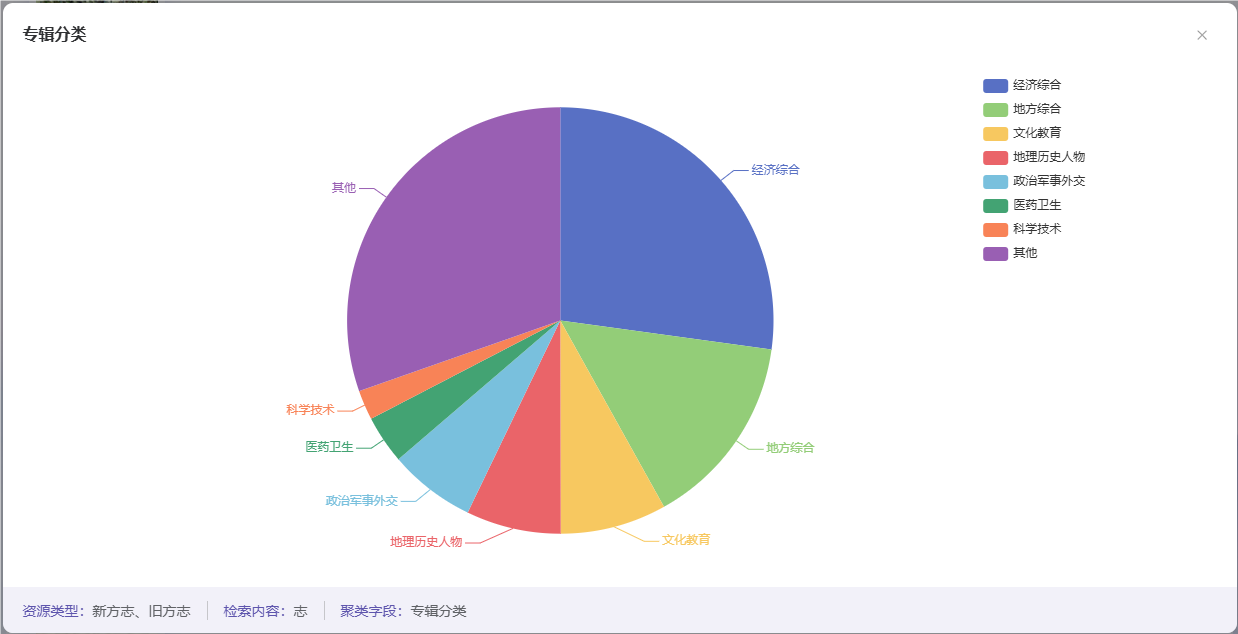 专辑分类
经济综合
地方综合
文化教育
地理历史人物
政治军事外交
医药卫生
科学技术
其他
经济综合
其他
科学技术
地方综合
医药卫生
政治军事外交
文化教育
地理历史人物
资源类型：新方志、旧方志 检索内容：志 聚类字段：专辑分类